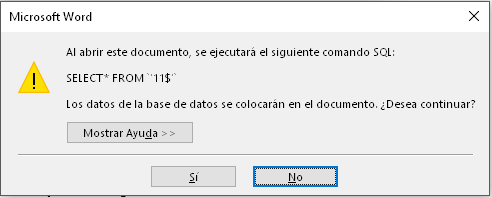 Microsoft Word
Al abrir este documento, se ejecutará el siguiente comando SQL:
SELECT* FROM `'11$'`
Los datos de la base de datos se colocarán en el documento. ¿Desea continuar?
Mostrar Ayuda >>
Sí
No